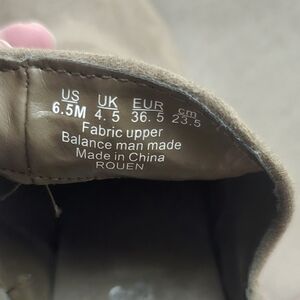 US UK EUR cm
6.5M 4.5 36.5 23.5
Fabric upper
Balance man made
Made in China
ROUEN